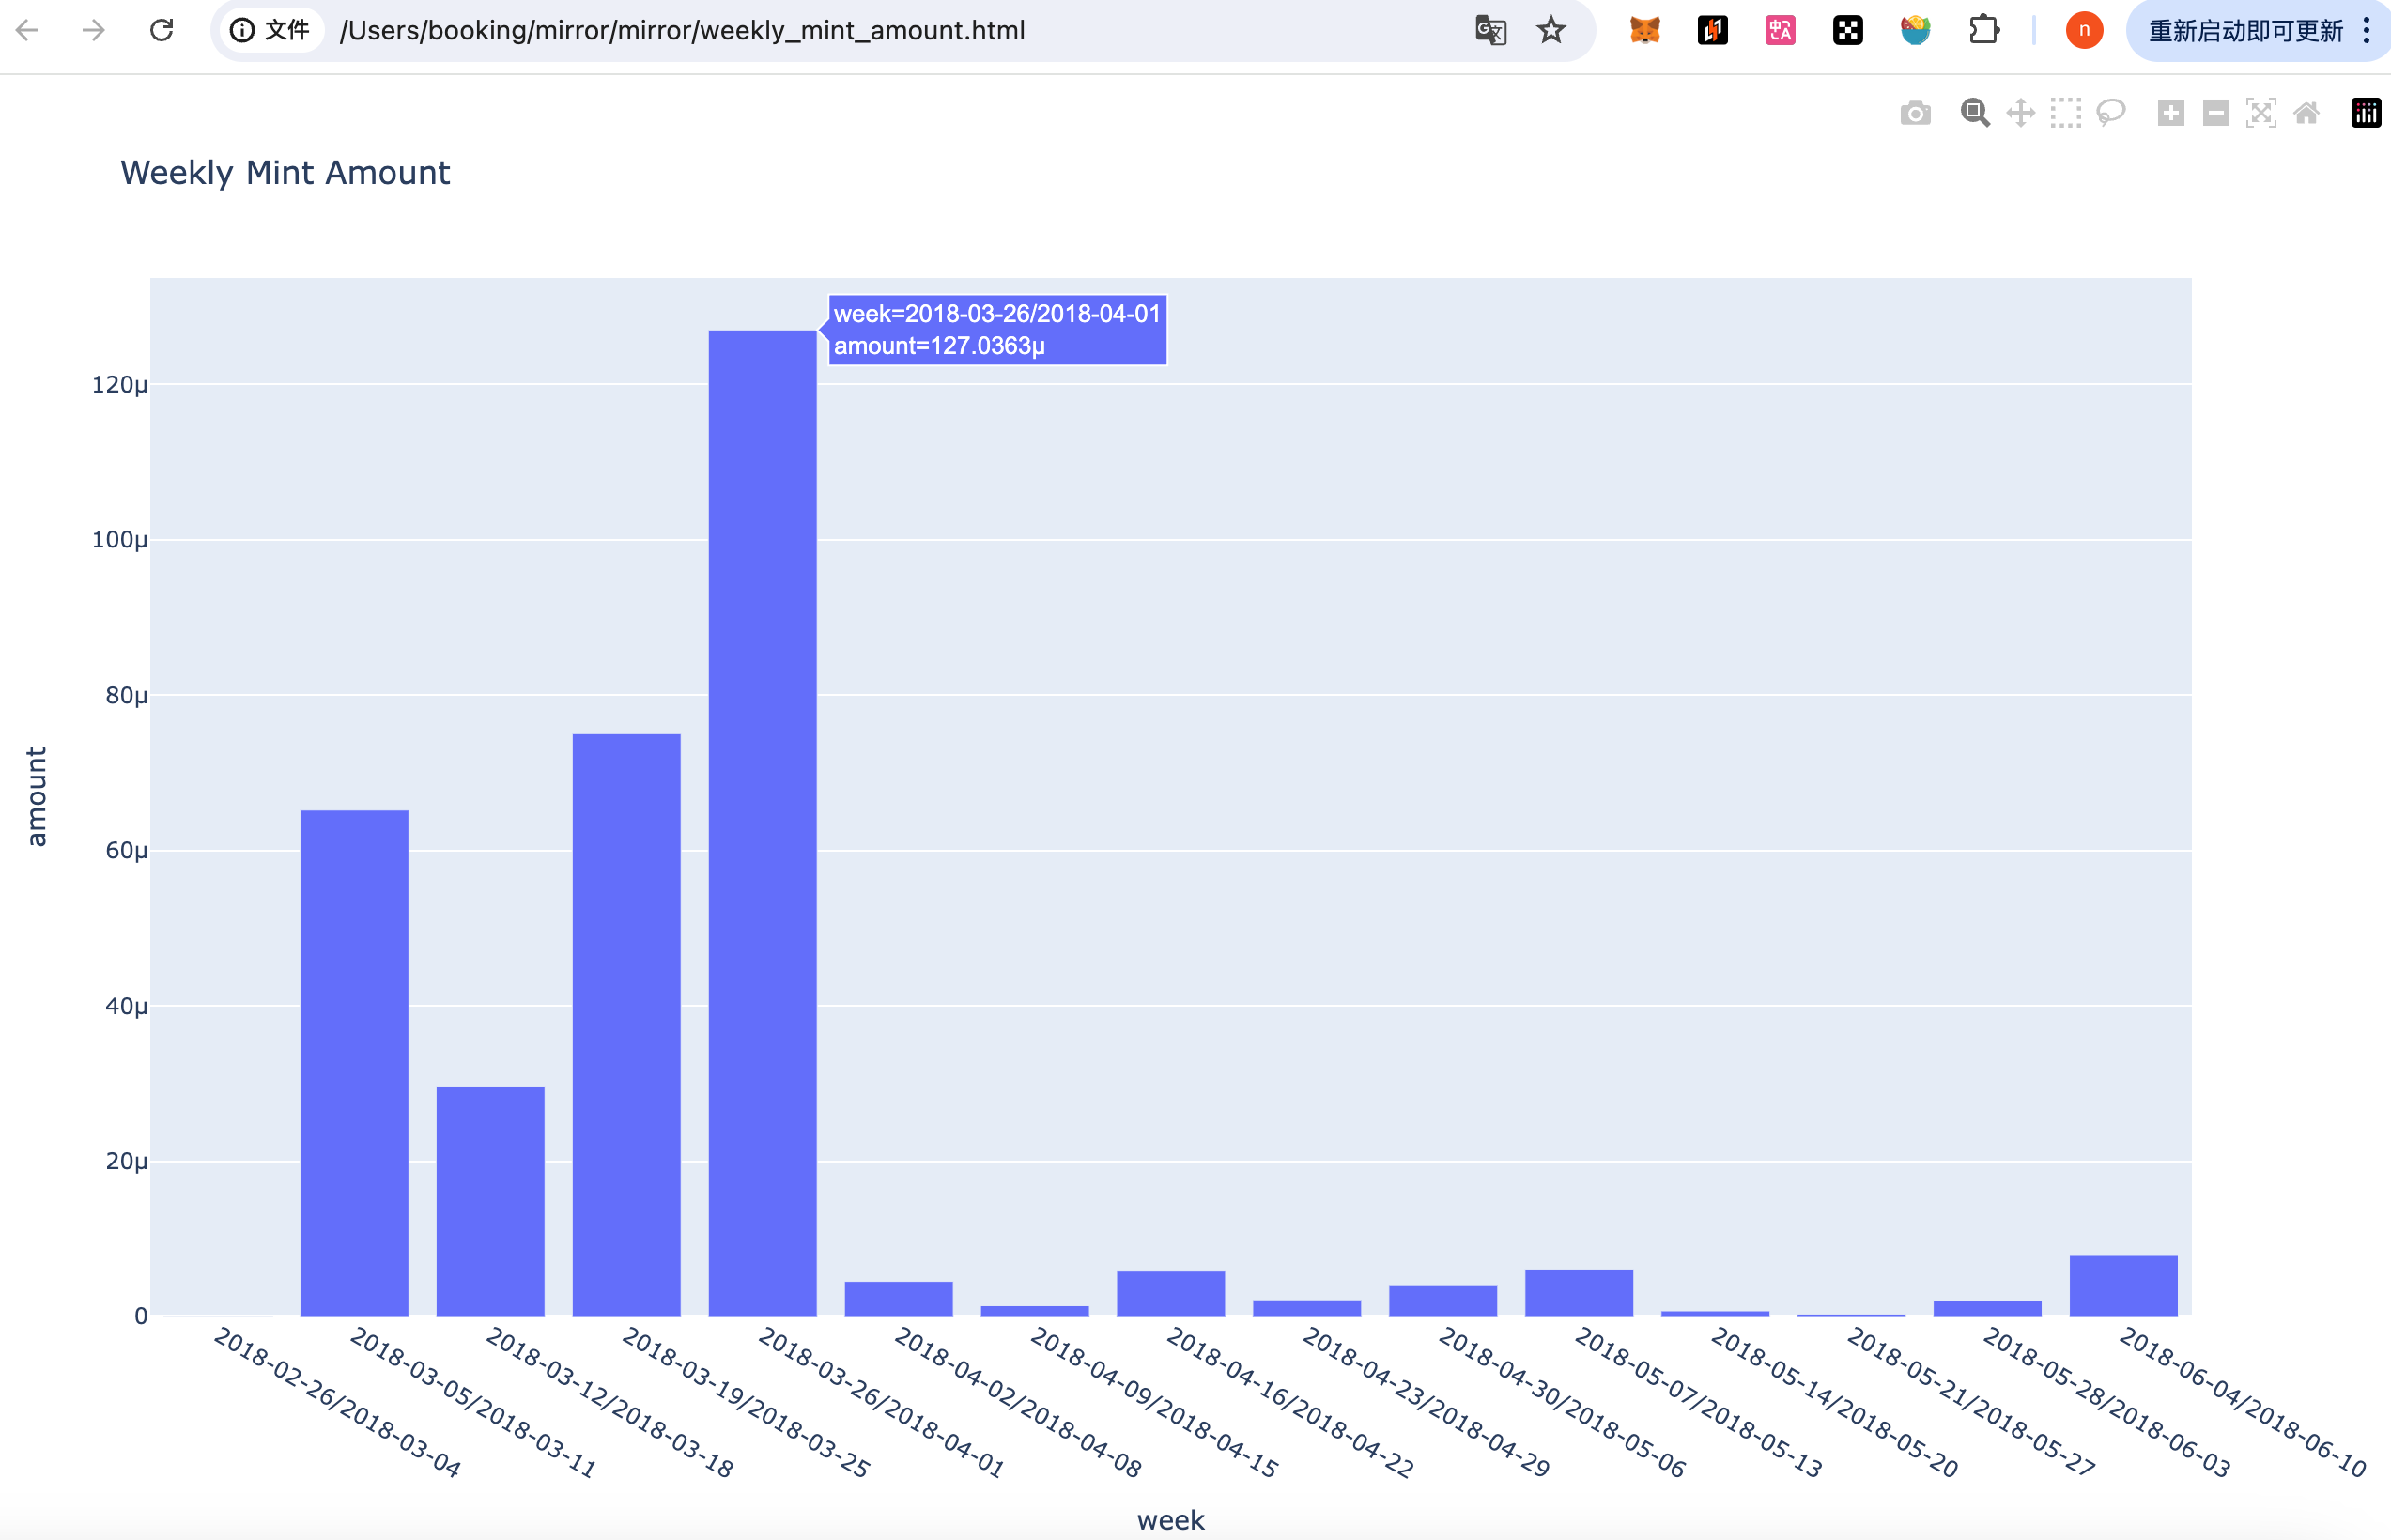 文件 /Users/booking/mirror/mirror/weekly_mint_amount.html
n
重新启动即可更新
Weekly Mint Amount
week=2018-03-26/2018-04-01
amount=127.0363μ
120μ
100μ
80μ
60μ
40μ
20μ
0
amount
2018-02-26/2018-03-04
2018-03-05/2018-03-11
2018-03-12/2018-03-18
2018-03-19/2018-03-25
2018-03-26/2018-04-01
2018-04-02/2018-04-08
2018-04-09/2018-04-15
2018-04-16/2018-04-22
2018-04-23/2018-04-29
2018-04-30/2018-05-06
2018-05-07/2018-05-13
2018-05-14/2018-05-20
2018-05-21/2018-05-27
2018-05-28/2018-06-03
2018-06-04/2018-06-10
week